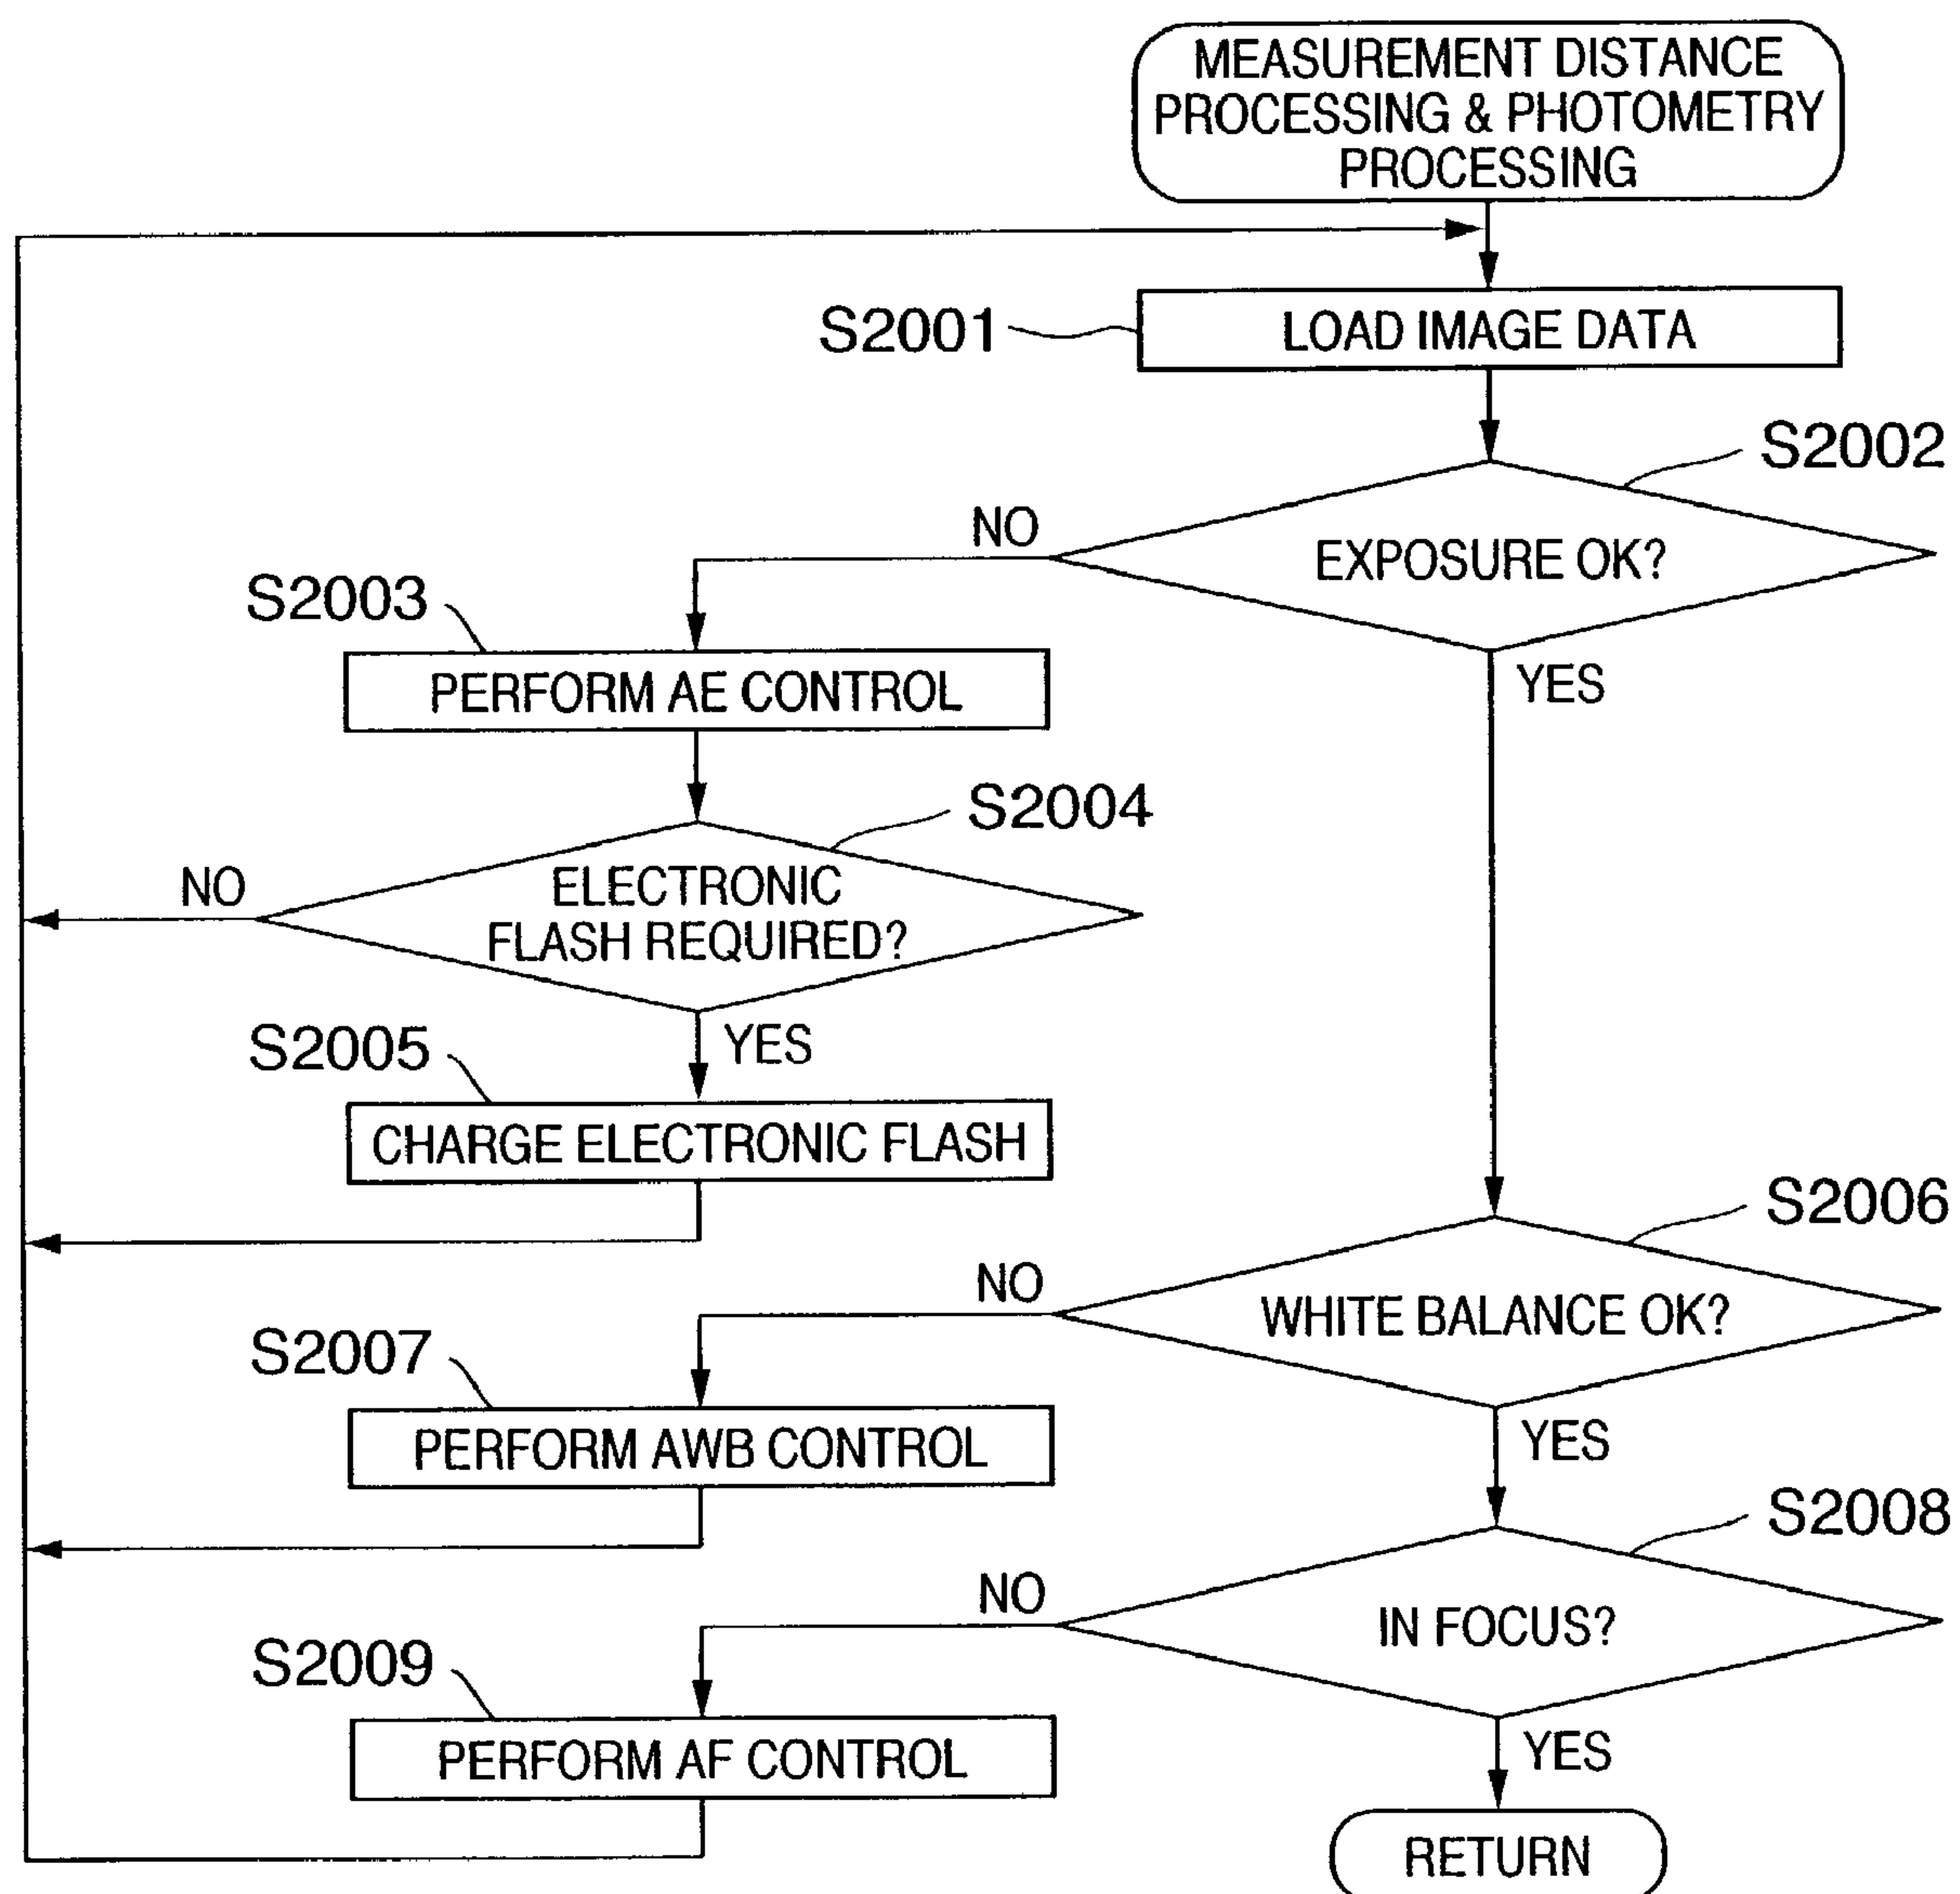 MEASUREMENT DISTANCE
PROCESSING & PHOTOMETRY
PROCESSING
S2001
LOAD IMAGE DATA
S2002
NO
EXPOSURE OK?
YES
S2003
PERFORM AE CONTROL
S2004
NO
ELECTRONIC
FLASH REQUIRED?
YES
S2005
CHARGE ELECTRONIC FLASH
S2006
NO
WHITE BALANCE OK?
YES
S2007
PERFORM AWB CONTROL
S2008
NO
IN FOCUS?
YES
S2009
PERFORM AF CONTROL
RETURN